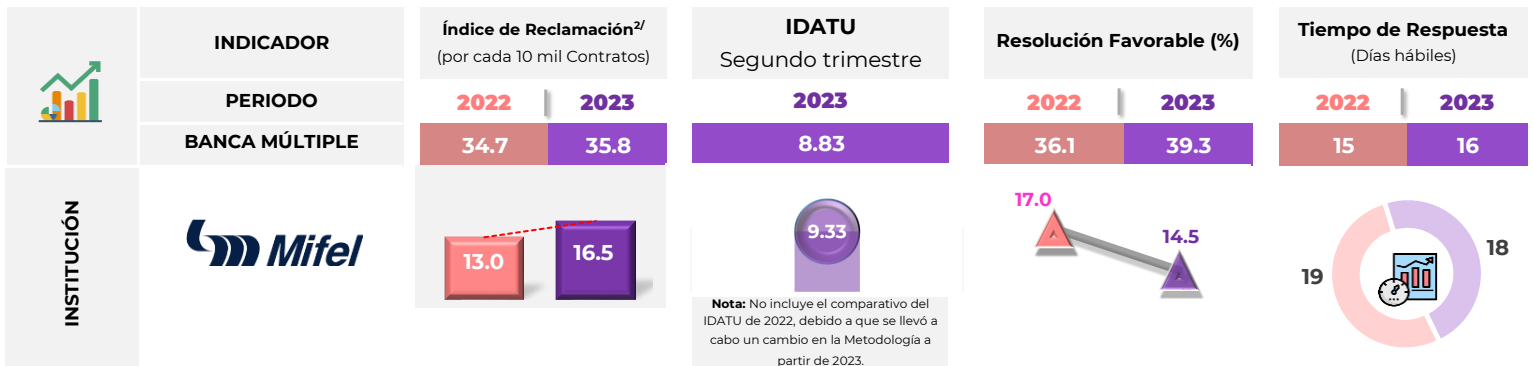 INDICADOR
Índice de Reclamación2/
(por cada 10 mil Contratos)
IDATU
Segundo trimestre
Resolución Favorable (%)
Tiempo de Respuesta
(Días hábiles)
PERIODO
2022
2023
2023
2022
2023
2022
2023
BANCA MÚLTIPLE
34.7
35.8
8.83
36.1
39.3
15
16
INSTITUCIÓN
Mifel
13.0
16.5
9.33
Nota: No incluye el comparativo del
IDATU de 2022, debido a que se llevó a
cabo un cambio en la Metodología a
partir de 2023.
17.0
14.5
19
18